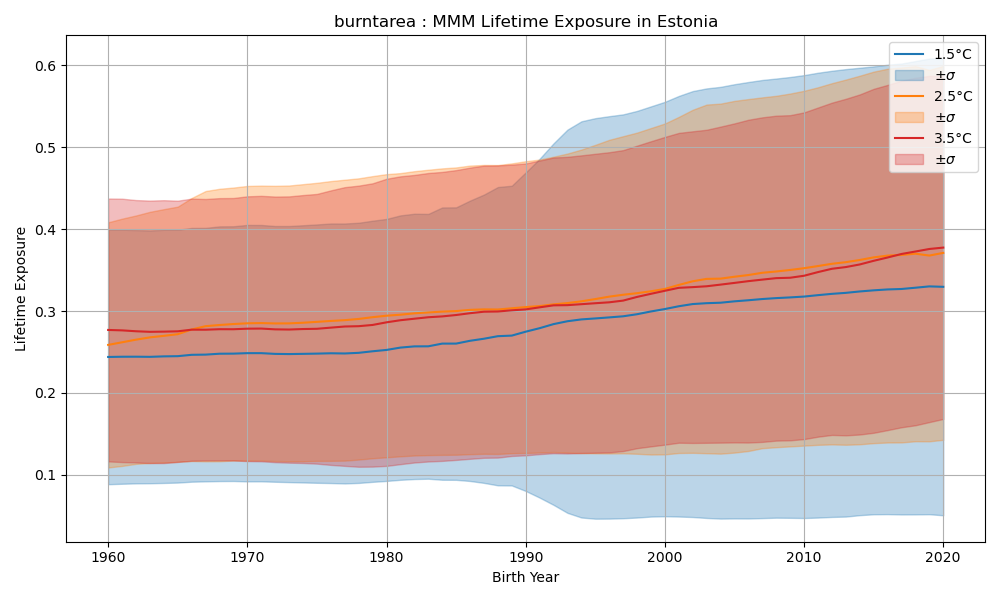 burntarea : MMM Lifetime Exposure in Estonia
Lifetime Exposure
0.6
0.5
0.4
0.3
0.2
0.1
1960 1970 1980 1990 2000 2010 2020
Birth Year
1.5°C
±σ
2.5°C
±σ
3.5°C
±σ